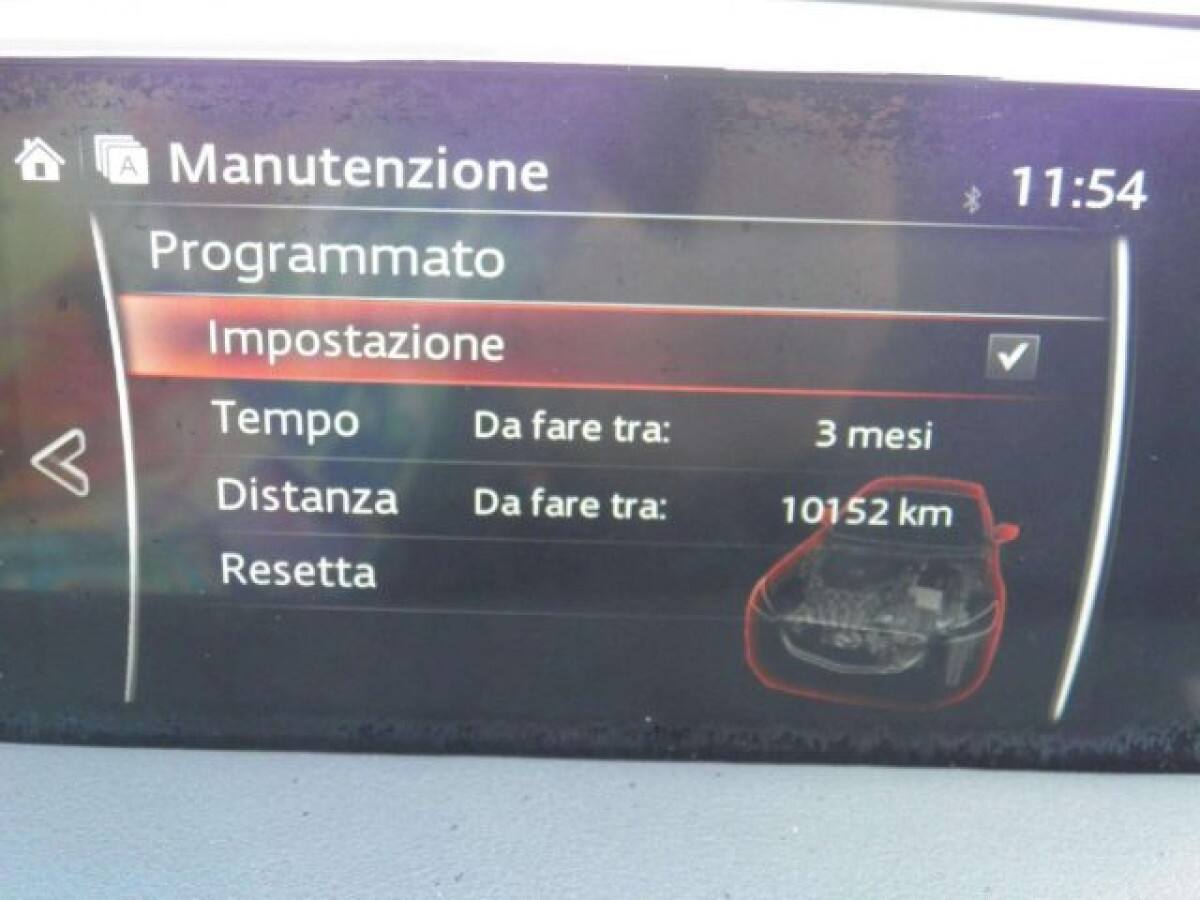 A Manutenzione 11:54
Programmato
Impostazione
Tempo Da fare tra: 3 mesi
Distanza Da fare tra: 10152 km
Resetta